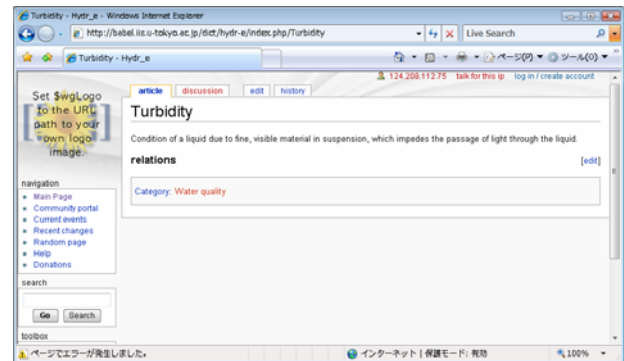 Turbidity - Hydr_e - Windows Internet Explorer
http://babel.iis.u-tokyo.ac.jp/dict/hydr-e/index.php/Turbidity
Live Search
Turbidity - Hydr_e
ページ(P)
ツール(O)
124.208.112.75 talk for this ip log in / create account
Set $wgLogo
to the URL
path to your
own logo
image.
article discussion edit history
Turbidity
Condition of a liquid due to fine, visible material in suspension, which impedes the passage of light through the liquid.
relations
[edit]
Category: Water quality
navigation
Main Page
Community portal
Current events
Recent changes
Random page
Help
Donations
search
Go Search
toolbox
ページでエラーが発生しました。
インターネット | 保護モード: 有効
100%